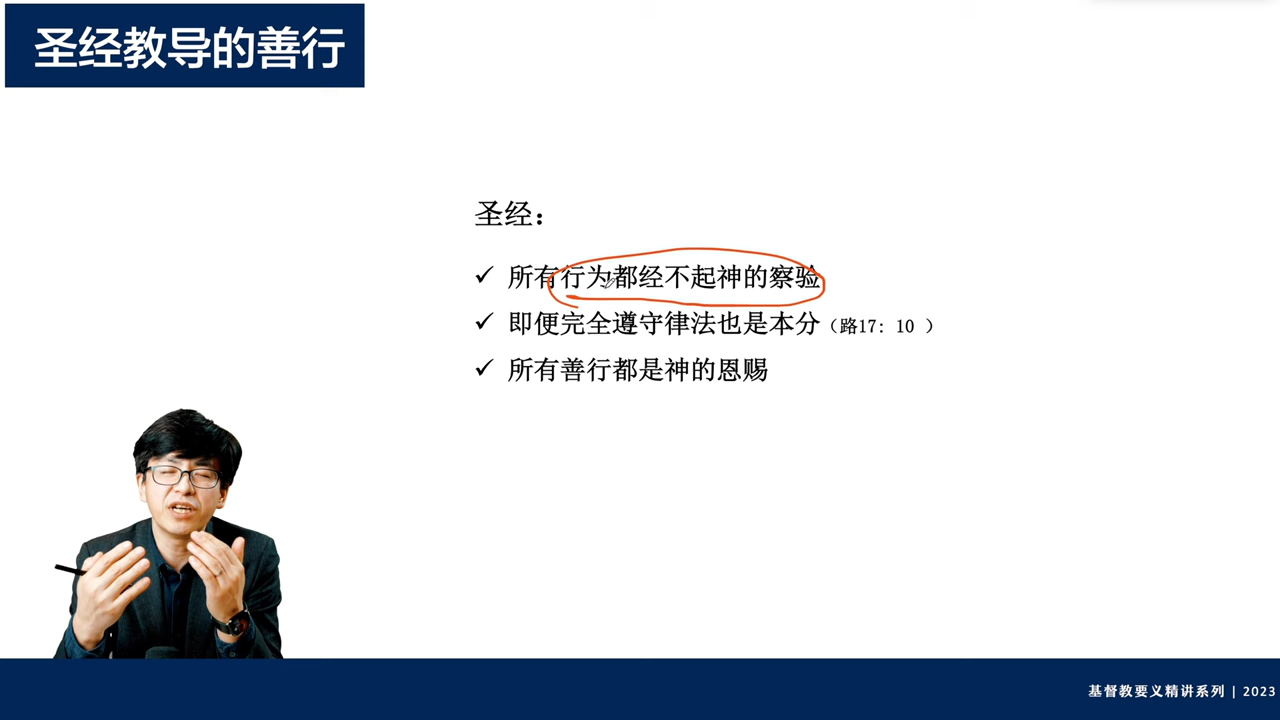 圣经教导的善行
圣经：
✓ 所有行为都经不起神的察验
✓ 即便完全遵守律法也是本分（路17: 10 ）
✓ 所有善行都是神的恩赐
基督教要义精讲系列 | 2023